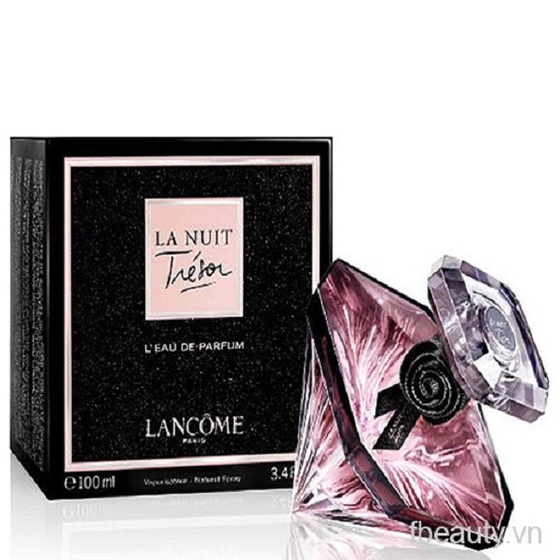 LA NUIT
Trésor
L'EAU DE PARFUM
LANCÔME
PARIS
℮100 ml
Vaporisateur - Natural Spray
3.4
fbeauty.vn